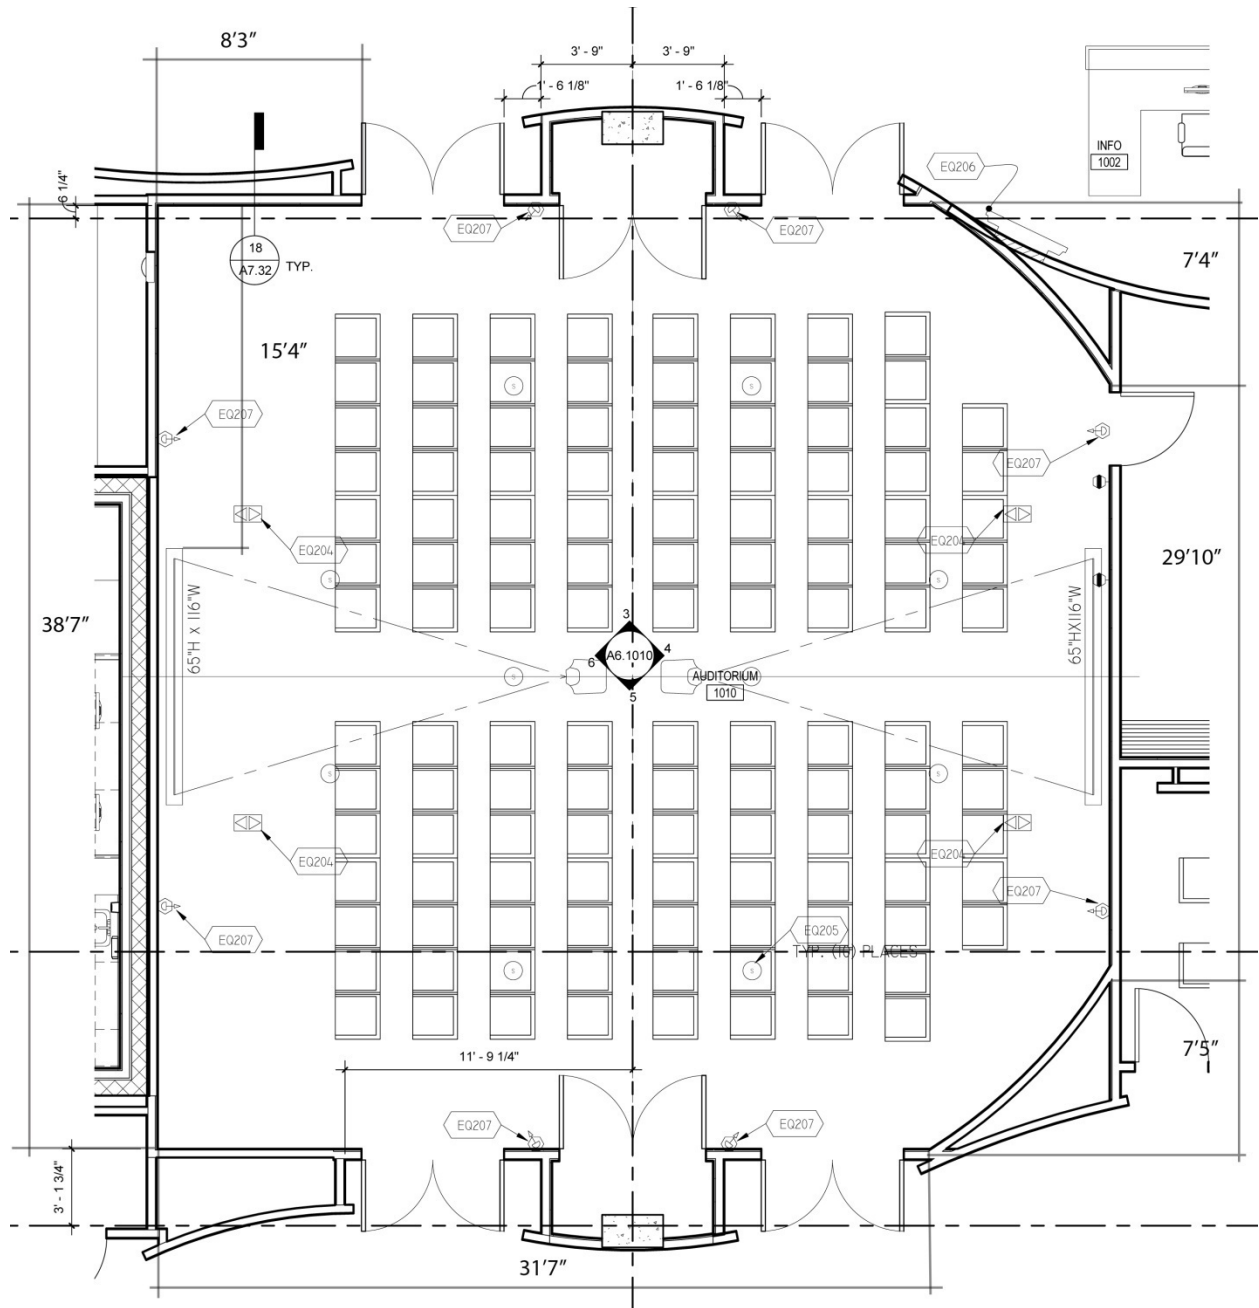 8'3"
3' - 9"
3' - 9"
1' - 6 1/8"
1' - 6 1/8"
INFO
1002
EQ206
6 1/4"
EQ207
EQ207
18
A7.32
TYP.
7'4"
15'4"
EQ207
EQ207
S
S
EQ204
EQ204
29'10"
S
S
65"H X 116"W
65"HX116"W
38'7"
3
A6.1010
6
4
5
S
S
AUDITORIUM
1010
S
S
EQ204
EQ204
EQ207
EQ207
EQ205
TYP. (16) PLACES
S
S
11' - 9 1/4"
7'5"
EQ207
EQ207
3' - 1 3/4"
31'7"